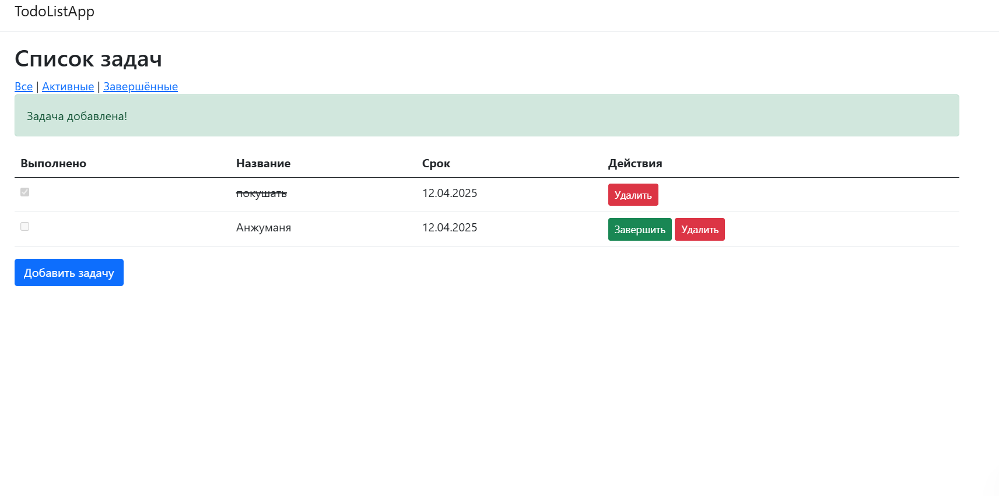 TodoListApp
Список задач
Все | Активные | Завершённые
Задача добавлена!
Выполнено Название Срок Действия
покушать 12.04.2025 Удалить
Анжуманя 12.04.2025 Завершить Удалить
Добавить задачу